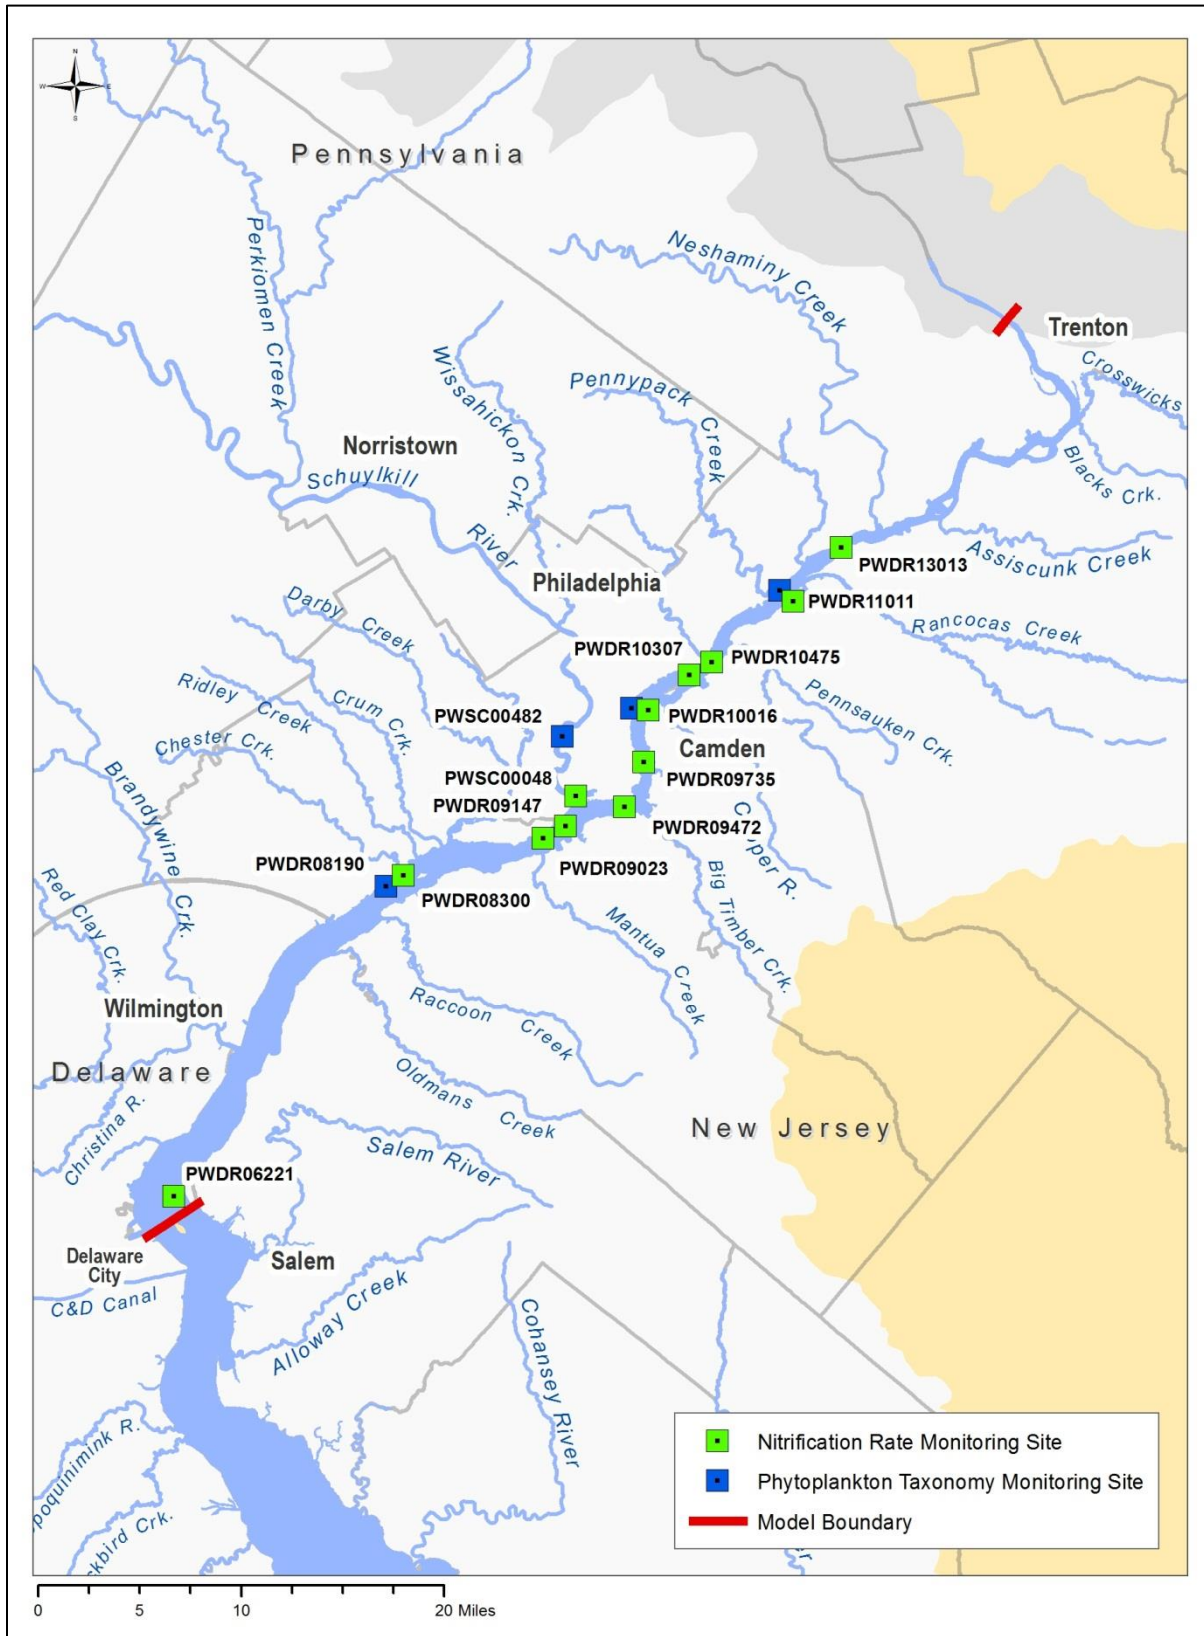 N
W
E
S
Pennsylvania
Perkiomen Creek
Neshaminy Creek
Trenton
Crosswicks
Wissahickon Crk.
Pennypack Creek
Norristown
Schuylkill River
Blacks Crk.
Assiscunk Creek
Philadelphia
PWDR13013
PWDR11011
Darby Creek
Rancocas Creek
PWDR10307
PWDR10475
Ridley Creek
Crum Crk.
PWSC00482
PWDR10016
Pennsauken Crk.
Chester Crk.
Camden
Brandywine Crk.
PWSC00048
PWDR09735
PWDR09147
PWDR09472
PWDR08190
PWDR09023
PWDR08300
Big Timber Crk.
Red Clay Crk.
Mantua Creek
Wilmington
Raccoon Creek
Delaware
Oldmans Creek
New Jersey
Christina R.
Salem River
PWDR06221
Delaware
City
Salem
C&D Canal
Alloway Creek
Cohansey River
poquinimink R.
ckbird Crk.
Nitrification Rate Monitoring Site
Phytoplankton Taxonomy Monitoring Site
Model Boundary
0 5 10 20 Miles